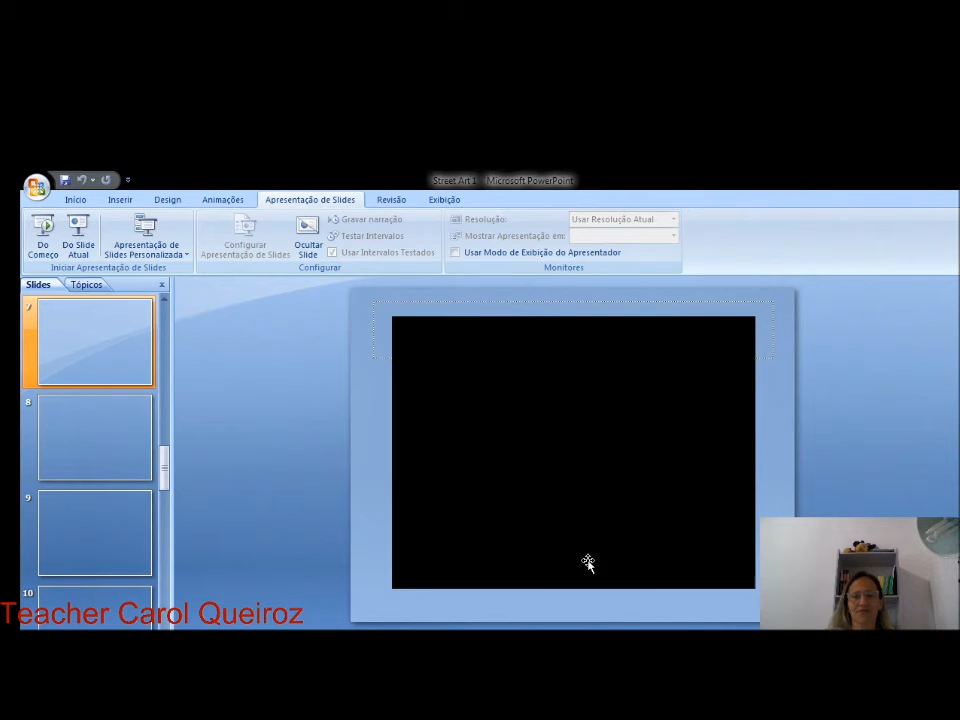 Street Art 1 - Microsoft PowerPoint
Início Inserir Design Animações Apresentação de Slides Revisão Exibição
Do Começo
Do Slide Atual
Apresentação de Slides Personalizada
Configurar Apresentação de Slides
Ocultar Slide
Gravar narração
Testar Intervalos
Usar Intervalos Testados
Resolução: Usar Resolução Atual
Mostrar Apresentação em:
Usar Modo de Exibição do Apresentador
Iniciar Apresentação de Slides Configurar Monitores
Slides Tópicos x
7
8
9
10
Teacher Carol Queiroz